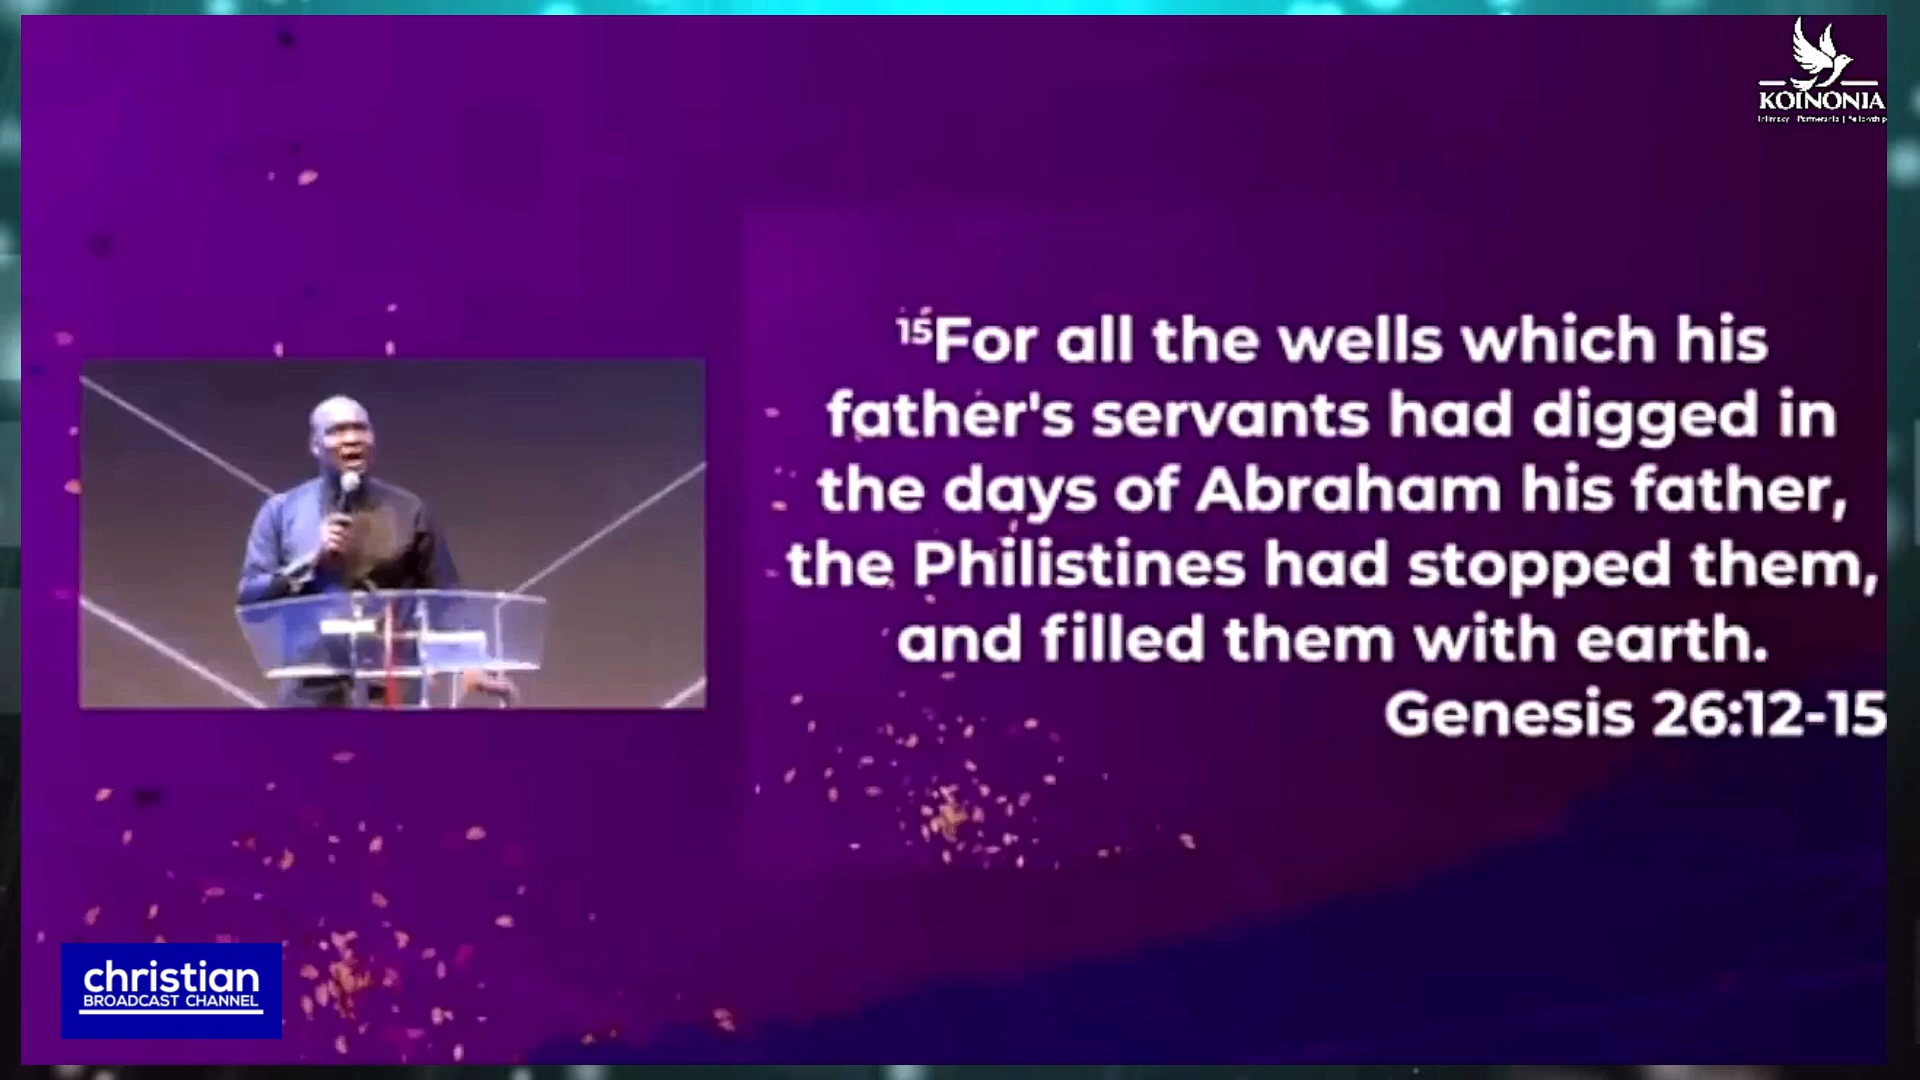 KOINONIA
15For all the wells which his
father's servants had digged in
the days of Abraham his father,
the Philistines had stopped them,
and filled them with earth.
Genesis 26:12-15
christian
BROADCAST CHANNEL